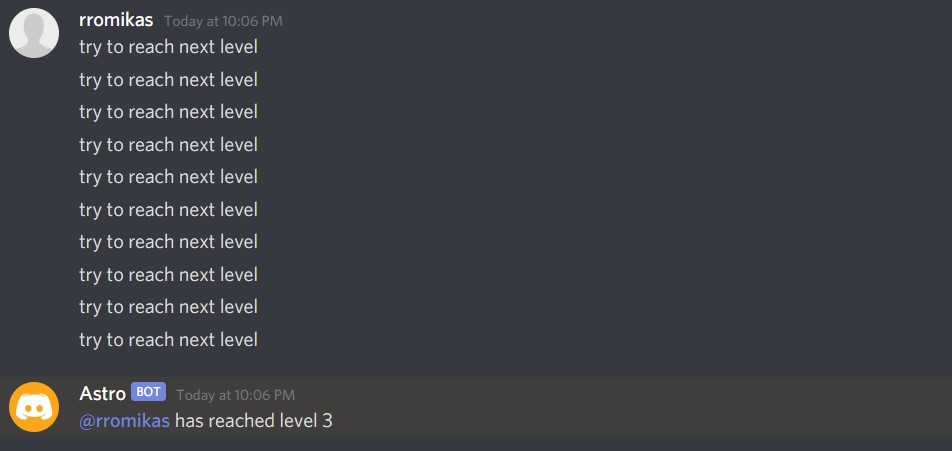 rromikas Today at 10:06 PM
try to reach next level
try to reach next level
try to reach next level
try to reach next level
try to reach next level
try to reach next level
try to reach next level
try to reach next level
try to reach next level
try to reach next level
Astro BOT Today at 10:06 PM
@rromikas has reached level 3